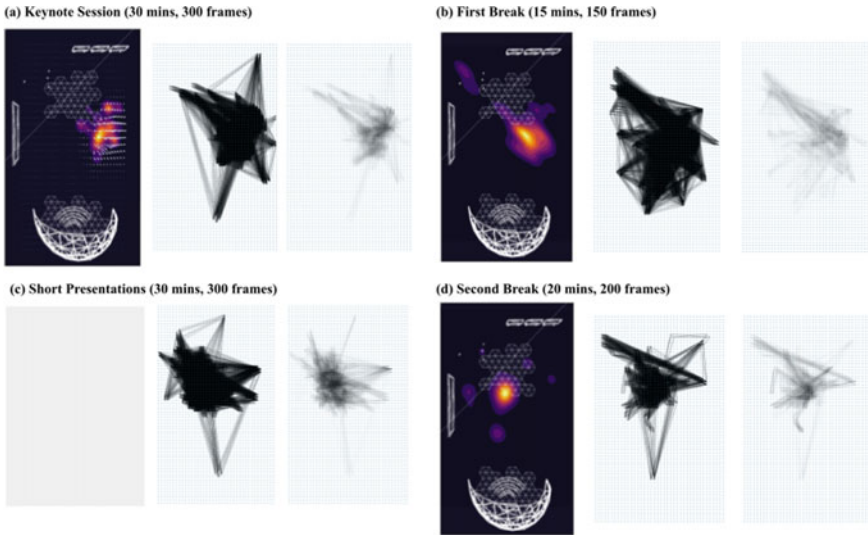 (a) Keynote Session (30 mins, 300 frames)
(b) First Break (15 mins, 150 frames)
(c) Short Presentations (30 mins, 300 frames)
(d) Second Break (20 mins, 200 frames)